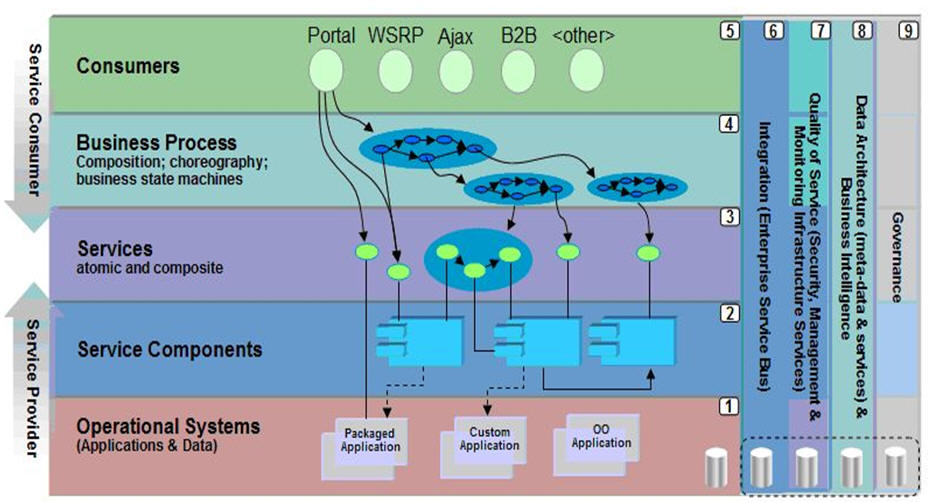 Service Consumer
Service Provider
Portal
WSRP
Ajax
B2B
<other>
5
6
7
8
9
Consumers
4
Business Process
Composition; choreography;
business state machines
3
Services
atomic and composite
2
Service Components
1
Operational Systems
(Applications & Data)
Packaged
Application
Custom
Application
OO
Application
Integration (Enterprise Service Bus)
Quality of Service (Security, Management &
Monitoring Infrastructure Services)
Data Architecture (meta-data & services) &
Business Intelligence
Governance